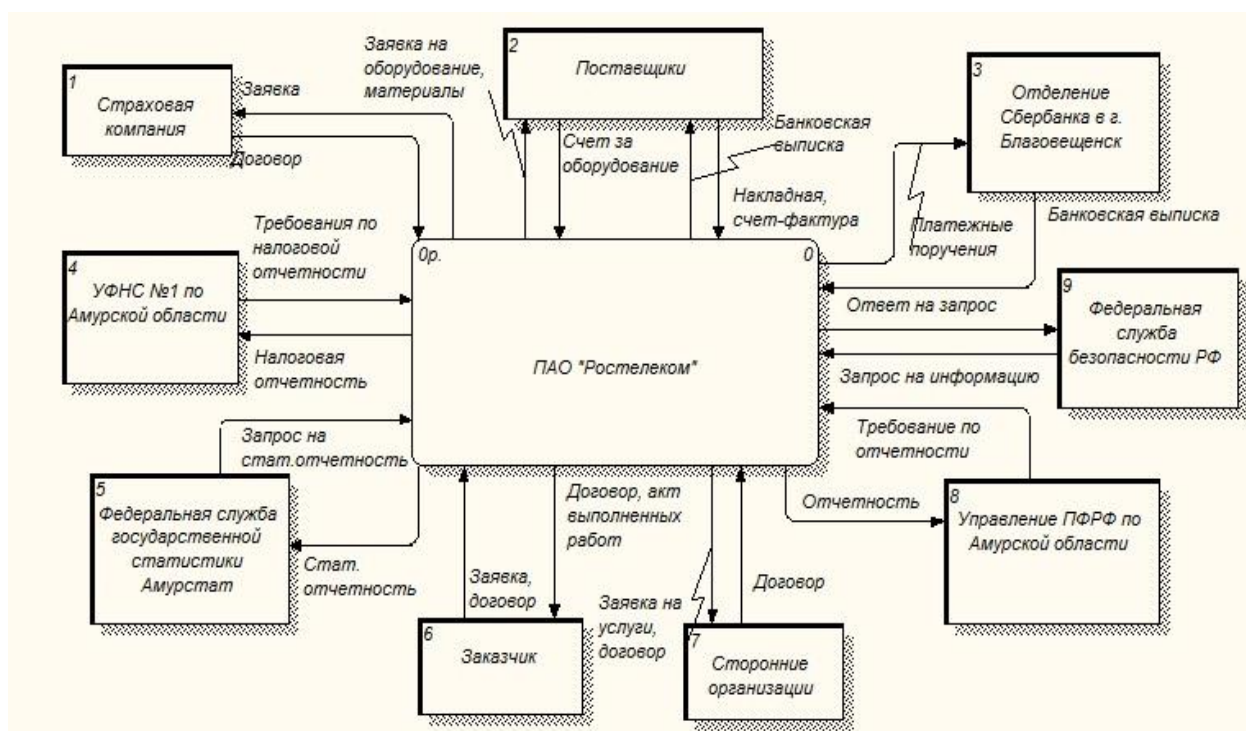 1
Страховая
компания
Заявка
Договор
Заявка на
оборудование,
материалы
2
Поставщики
Счет за
оборудование
Банковская
выписка
Накладная,
счет-фактура
3
Отделение
Сбербанка в г.
Благовещенск
Платежные
поручения
Банковская выписка
4
УФНС №1 по
Амурской области
Требования по
налоговой
отчетности
Налоговая
отчетность
0р.
0
ПАО "Ростелеком"
Ответ на запрос
9
Федеральная
служба
безопасности РФ
Запрос на информацию
Требование по
отчетности
Запрос на
стат.отчетность
5
Федеральная служба
государственной
статистики
Амурстат
Стат.
отчетность
Договор, акт
выполненных
работ
Заявка,
договор
6
Заказчик
Заявка на
услуги,
договор
Договор
7
Сторонние
организации
Отчетность
8
Управление ПФРФ по
Амурской области